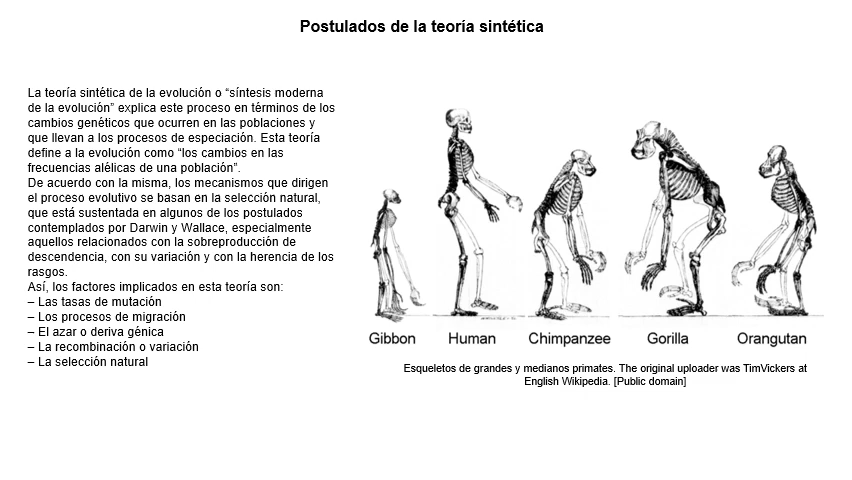 Postulados de la teoría sintética
La teoría sintética de la evolución o “síntesis moderna
de la evolución” explica este proceso en términos de los
cambios genéticos que ocurren en las poblaciones y
que llevan a los procesos de especiación. Esta teoría
define a la evolución como “los cambios en las
frecuencias alélicas de una población”.
De acuerdo con la misma, los mecanismos que dirigen
el proceso evolutivo se basan en la selección natural,
que está sustentada en algunos de los postulados
contemplados por Darwin y Wallace, especialmente
aquellos relacionados con la sobreproducción de
descendencia, con su variación y con la herencia de los
rasgos.
Así, los factores implicados en esta teoría son:
– Las tasas de mutación
– Los procesos de migración
– El azar o deriva génica
– La recombinación o variación
– La selección natural
Gibbon Human Chimpanzee Gorilla Orangutan
Esqueletos de grandes y medianos primates. The original uploader was TimVickers at
English Wikipedia. [Public domain]